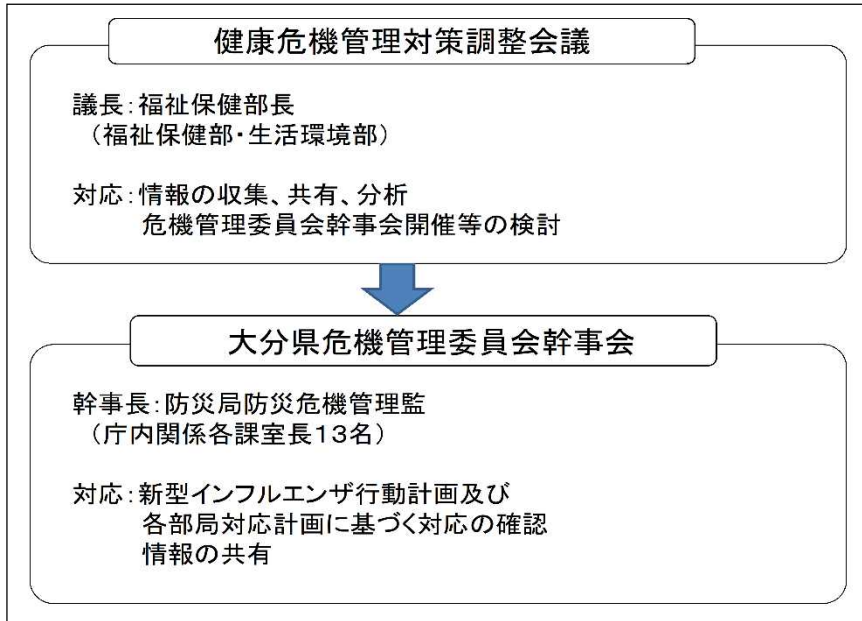 健康危機管理対策調整会議
議長:福祉保健部長
(福祉保健部・生活環境部)
対応:情報の収集、共有、分析
危機管理委員会幹事会開催等の検討
大分県危機管理委員会幹事会
幹事長:防災局防災危機管理監
(庁内関係各課室長13名)
対応:新型インフルエンザ行動計画及び
各部局対応計画に基づく対応の確認
情報の共有